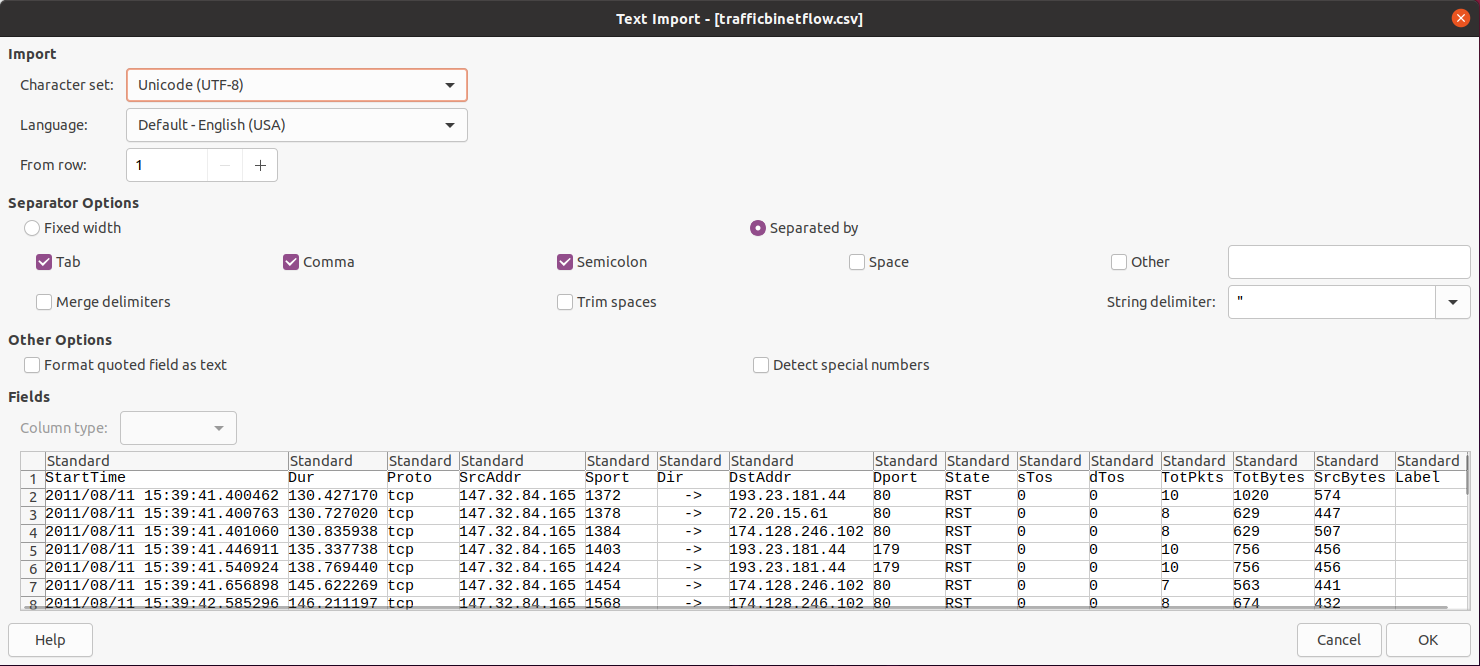 Text Import - [trafficbinetflow.csv]
Import
Character set: Unicode (UTF-8)
Language: Default - English (USA)
From row: 1 − +
Separator Options
Fixed width Separated by
Tab Comma Semicolon Space Other
Merge delimiters Trim spaces String delimiter: "
Other Options
Format quoted field as text Detect special numbers
Fields
Column type:
Standard Standard Standard Standard Standard Standard Standard Standard Standard Standard Standard Standard Standard Standard Standard
1 StartTime Dur Proto SrcAddr Sport Dir DstAddr Dport State sTos dTos TotPkts TotBytes SrcBytes Label
2 2011/08/11 15:39:41.400462 130.427170 tcp 147.32.84.165 1372 -> 193.23.181.44 80 RST 0 0 10 1020 574
3 2011/08/11 15:39:41.400763 130.727020 tcp 147.32.84.165 1378 -> 72.20.15.61 80 RST 0 0 8 629 447
4 2011/08/11 15:39:41.401060 130.835938 tcp 147.32.84.165 1384 -> 174.128.246.102 80 RST 0 0 8 629 507
5 2011/08/11 15:39:41.446911 135.337738 tcp 147.32.84.165 1403 -> 193.23.181.44 179 RST 0 0 10 756 456
6 2011/08/11 15:39:41.540924 138.769440 tcp 147.32.84.165 1424 -> 193.23.181.44 179 RST 0 0 10 756 456
7 2011/08/11 15:39:41.656898 145.622269 tcp 147.32.84.165 1454 -> 174.128.246.102 80 RST 0 0 7 563 441
8 2011/08/11 15:39:42.585296 146.211197 tcp 147.32.84.165 1568 -> 174.128.246.102 80 RST 0 0 8 674 432
Help Cancel OK